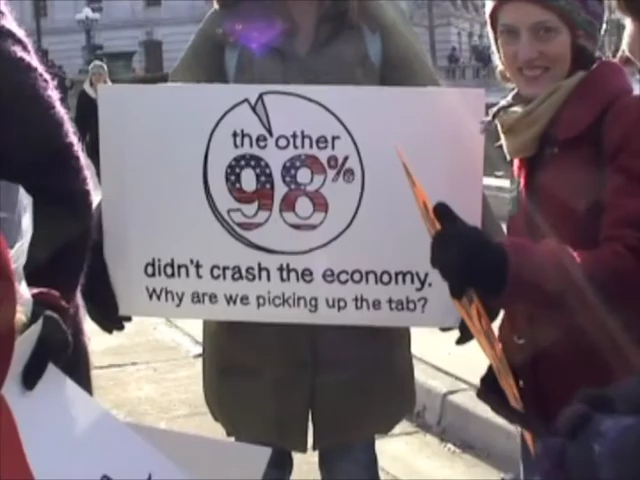 the other
98%
didn't crash the economy.
Why are we picking up the tab?